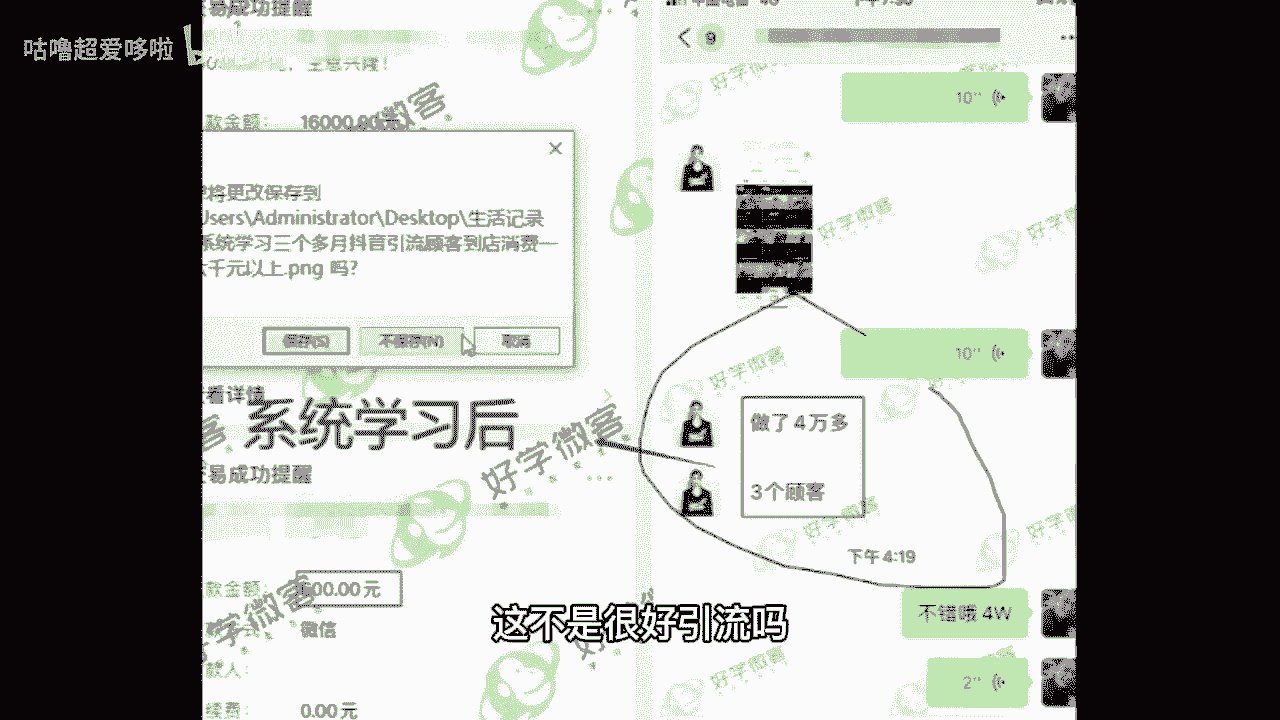 易成功提醒
咕噜超爱哆啦
款金额： 16000.00元
将更改保存到
Users\Administrator\Desktop\生活记录
系统学习三个多月抖音引流顾客到店消费一
千元以上.png 吗?
保存(S) 不保存(N) 取消
看详情
系统学习后
易成功提醒
款金额： 600.00元
微信
款人：
续费： 0.00元
9
10''
10''
做了4万多
3个顾客
下午4:19
不错哦 4W
2''
好学微客
这不是很好引流吗